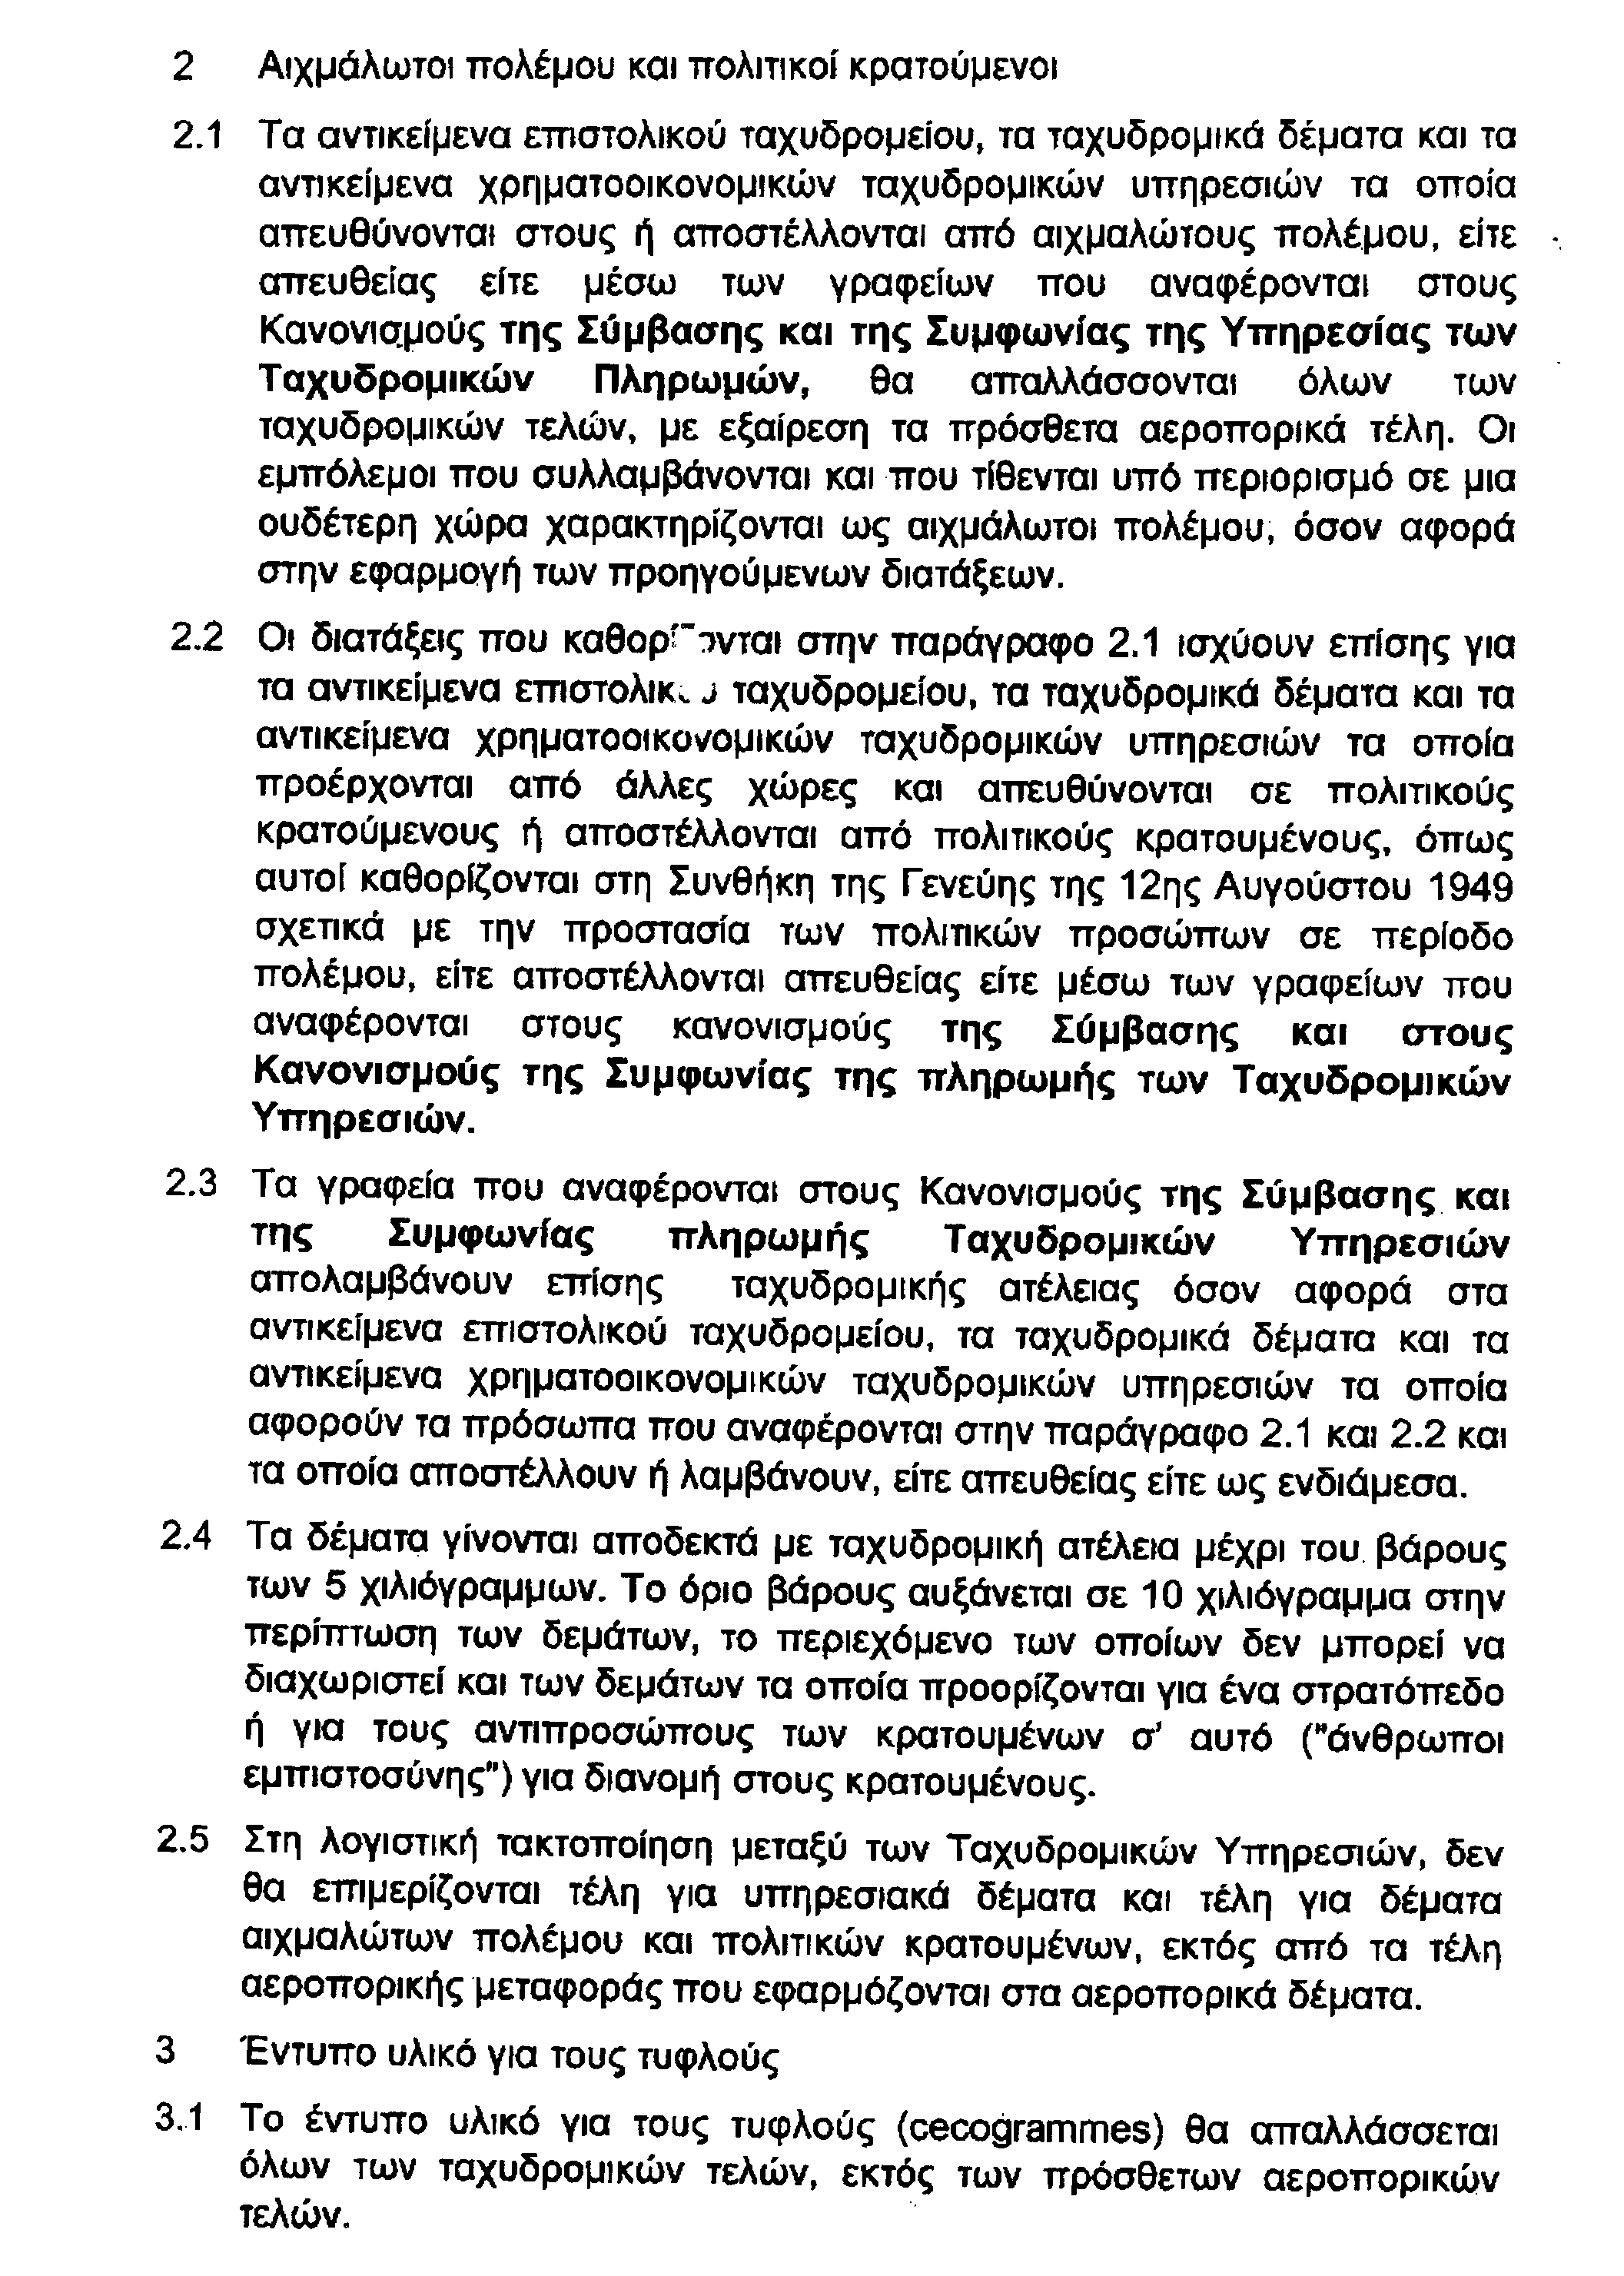 2 Αιχμάλωτοι πολέμου και πολιτικοί κρατούμενοι
2.1 Τα αντικείμενα επιστολικού ταχυδρομείου, τα ταχυδρομικά δέματα και τα
αντικείμενα χρηματοοικονομικών ταχυδρομικών υπηρεσιών τα οποία
απευθύνονται στους ή αποστέλλονται από αιχμαλώτους πολέμου, είτε
απευθείας είτε μέσω των γραφείων που αναφέρονται στους
Κανονισμούς της Σύμβασης και της Συμφωνίας της Υπηρεσίας των
Ταχυδρομικών Πληρωμών, θα απαλλάσσονται όλων των
ταχυδρομικών τελών, με εξαίρεση τα πρόσθετα αεροπορικά τέλη. Οι
εμπόλεμοι που συλλαμβάνονται και που τίθενται υπό περιορισμό σε μια
ουδέτερη χώρα χαρακτηρίζονται ως αιχμάλωτοι πολέμου, όσον αφορά
στην εφαρμογή των προηγούμενων διατάξεων.
2.2 Οι διατάξεις που στην παράγραφο 2.1 ισχύουν επίσης για
τα αντικείμενα ταχυδρομείου, τα ταχυδρομικά δέματα και τα
αντικείμενα χρηματοοικονομικών ταχυδρομικών υπηρεσιών τα οποία
προέρχονται από άλλες χώρες και απευθύνονται σε πολιτικούς
κρατούμενους ή αποστέλλονται από πολιτικούς κρατουμένους, όπως
αυτοί καθορίζονται στη Συνθήκη της Γενεύης της 12ης Αυγούστου 1949
σχετικά με την προστασία των πολιτικών προσώπων σε περίοδο
πολέμου, είτε αποστέλλονται απευθείας είτε μέσω των γραφείων που
αναφέρονται στους κανονισμούς της Σύμβασης και στους
Κανονισμούς της Συμφωνίας της πληρωμής των Ταχυδρομικών
Υπηρεσιών.
2.3 Τα γραφεία που αναφέρονται στους Κανονισμούς της Σύμβασης και
της Συμφωνίας πληρωμής Ταχυδρομικών Υπηρεσιών
απολαμβάνουν επίσης ταχυδρομικής ατέλειας όσον αφορά στα
αντικείμενα επιστολικού ταχυδρομείου, τα ταχυδρομικά δέματα και τα
αντικείμενα χρηματοοικονομικών ταχυδρομικών υπηρεσιών τα οποία
αφορούν τα πρόσωπα που αναφέρονται στην παράγραφο 2.1 και 2.2 και
τα οποία αποστέλλουν ή λαμβάνουν, είτε απευθείας είτε ως ενδιάμεσα.
2.4 Τα δέματα γίνονται αποδεκτά με ταχυδρομική ατέλεια μέχρι του βάρους
των 5 χιλιόγραμμων. Το όριο βάρους αυξάνεται σε 10 χιλιόγραμμα στην
περίπτωση των δεμάτων, το περιεχόμενο των οποίων δεν μπορεί να
διαχωριστεί και των δεμάτων τα οποία προορίζονται για ένα στρατόπεδο
ή για τους αντιπροσώπους των κρατουμένων σ' αυτό ("άνθρωποι
εμπιστοσύνης") για διανομή στους κρατουμένους.
2.5 Στη λογιστική τακτοποίηση μεταξύ των Ταχυδρομικών Υπηρεσιών, δεν
θα επιμερίζονται τέλη για υπηρεσιακά δέματα και τέλη για δέματα
αιχμαλώτων πολέμου και πολιτικών κρατουμένων, εκτός από τα τέλη
αεροπορικής μεταφοράς που εφαρμόζονται στα αεροπορικά δέματα.
3 Έντυπο υλικό για τους τυφλούς
3.1 Το έντυπο υλικό για τους τυφλούς (cecogrammes) θα απαλλάσσεται
όλων των ταχυδρομικών τελών, εκτός των πρόσθετων αεροπορικών
τελών.